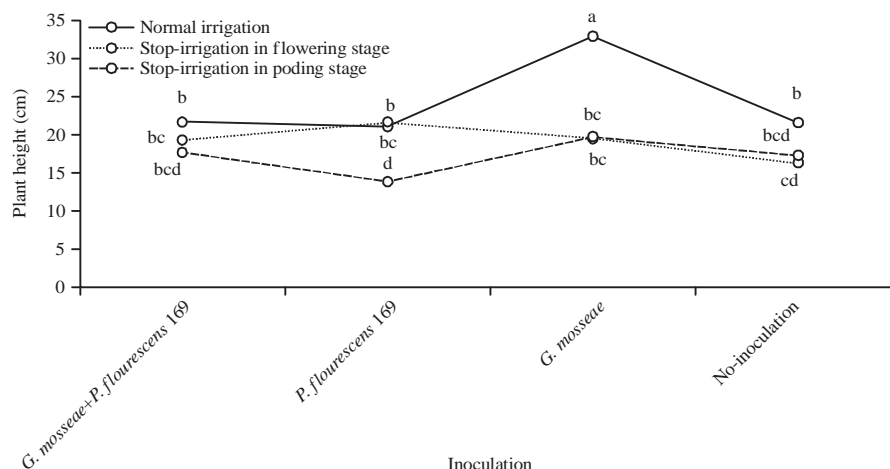 35
30
25
20
15
10
5
0
Plant height (cm)
Normal irrigation
Stop-irrigation in flowering stage
Stop-irrigation in poding stage
b
bc
bcd
b
bc
d
a
bc
bc
b
bcd
cd
G. mosseae+P. flourescens 169
P. flourescens 169
G. mosseae
No-inoculation
Inoculation